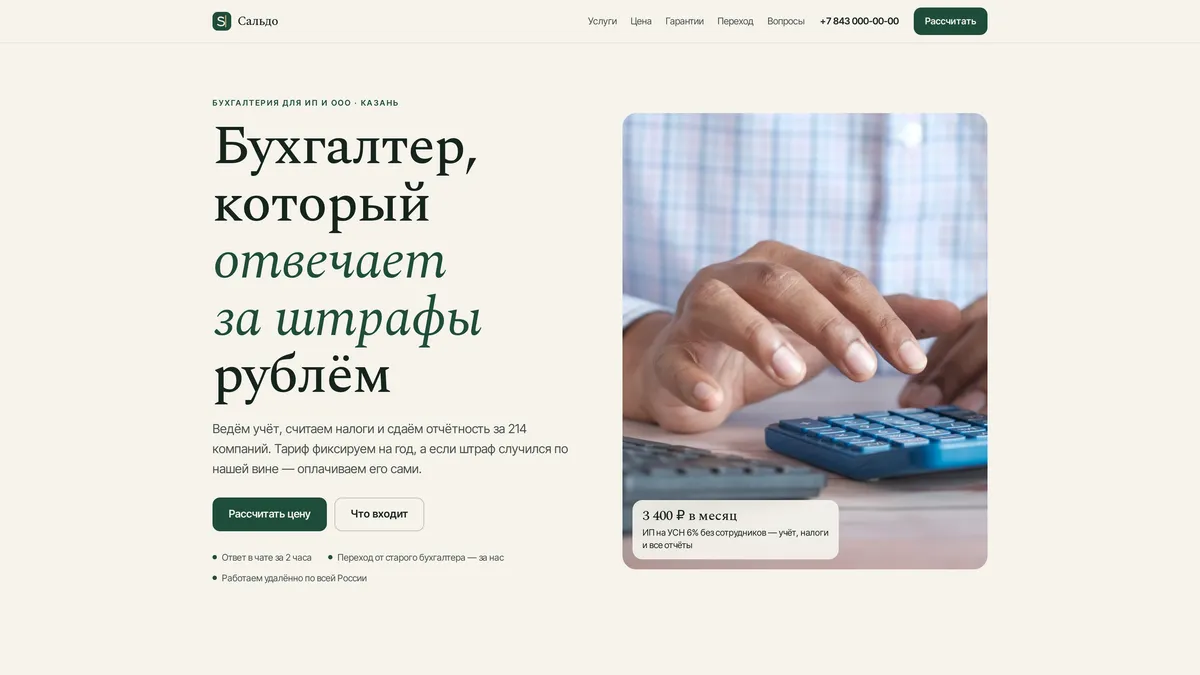 S Сальдо
Услуги Цена Гарантии Переход Вопросы +7 843 000-00-00 Рассчитать
БУХГАЛТЕРИЯ ДЛЯ ИП И ООО · КАЗАНЬ
Бухгалтер,
который
отвечает
за штрафы
рублём
Ведём учёт, считаем налоги и сдаём отчётность за 214
компаний. Тариф фиксируем на год, а если штраф случился по
нашей вине — оплачиваем его сами.
Рассчитать цену Что входит
Ответ в чате за 2 часа Переход от старого бухгалтера — за нас
Работаем удалённо по всей России
3 400 ₽ в месяц
ИП на УСН 6% без сотрудников — учёт, налоги
и все отчёты